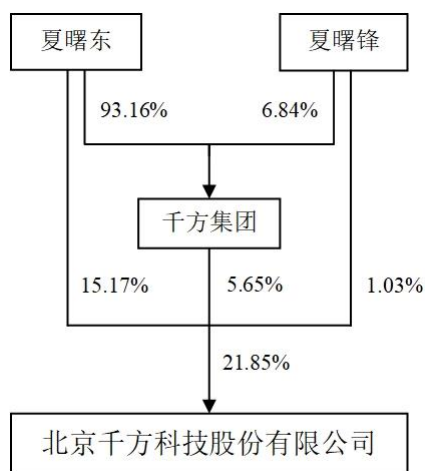 夏曙东 夏曙锋
93.16% 6.84%
千方集团
15.17% 5.65% 1.03%
21.85%
北京千方科技股份有限公司